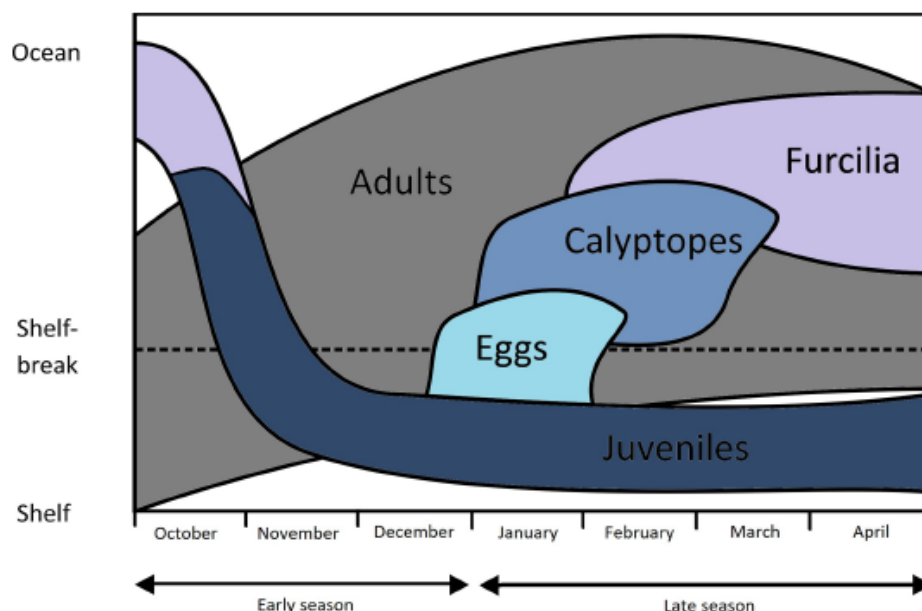 Ocean
Furcilia
Adults
Calyptopes
Shelf-
break
Eggs
Juveniles
Shelf
October November December January February March April
Early season Late season